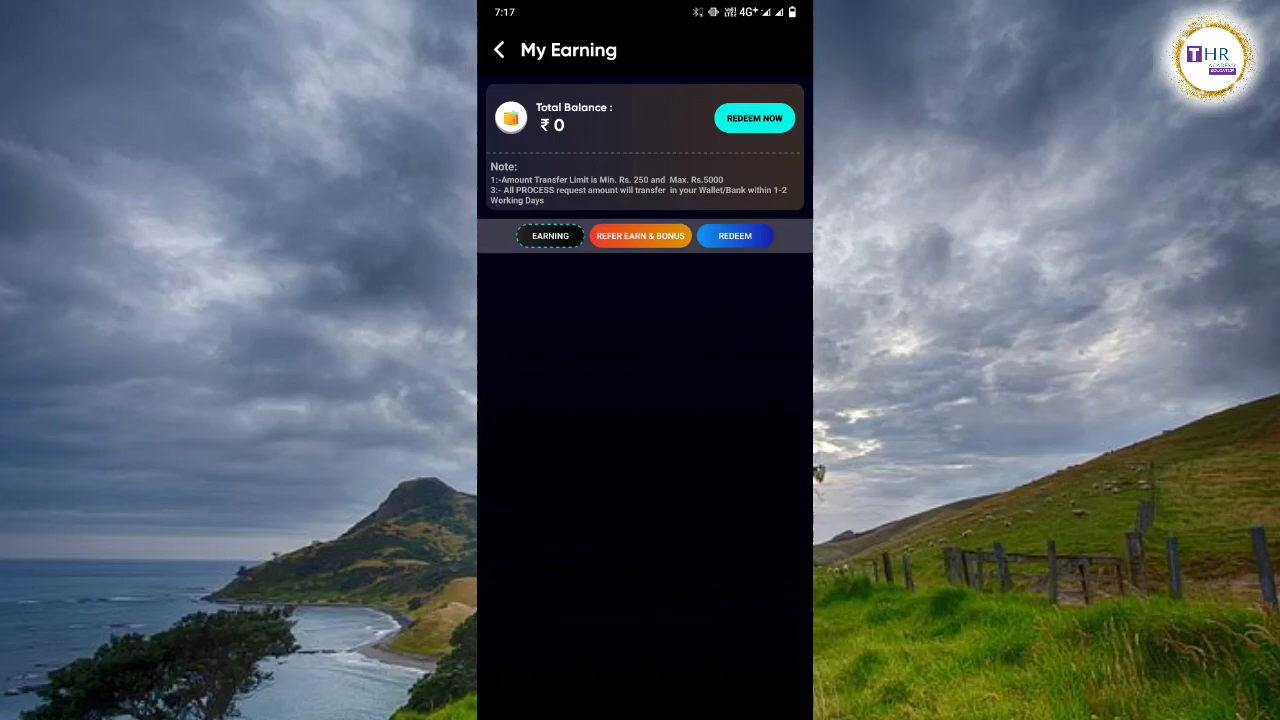 7:17
4G+
My Earning
Total Balance :
₹ 0
REDEEM NOW
Note:
1:-Amount Transfer Limit is Min. Rs. 250 and Max. Rs.5000
3:- All PROCESS request amount will transfer in your Wallet/Bank within 1-2
Working Days
EARNING
REFER EARN & BONUS
REDEEM
THR
ACADEMY
EDUCATION